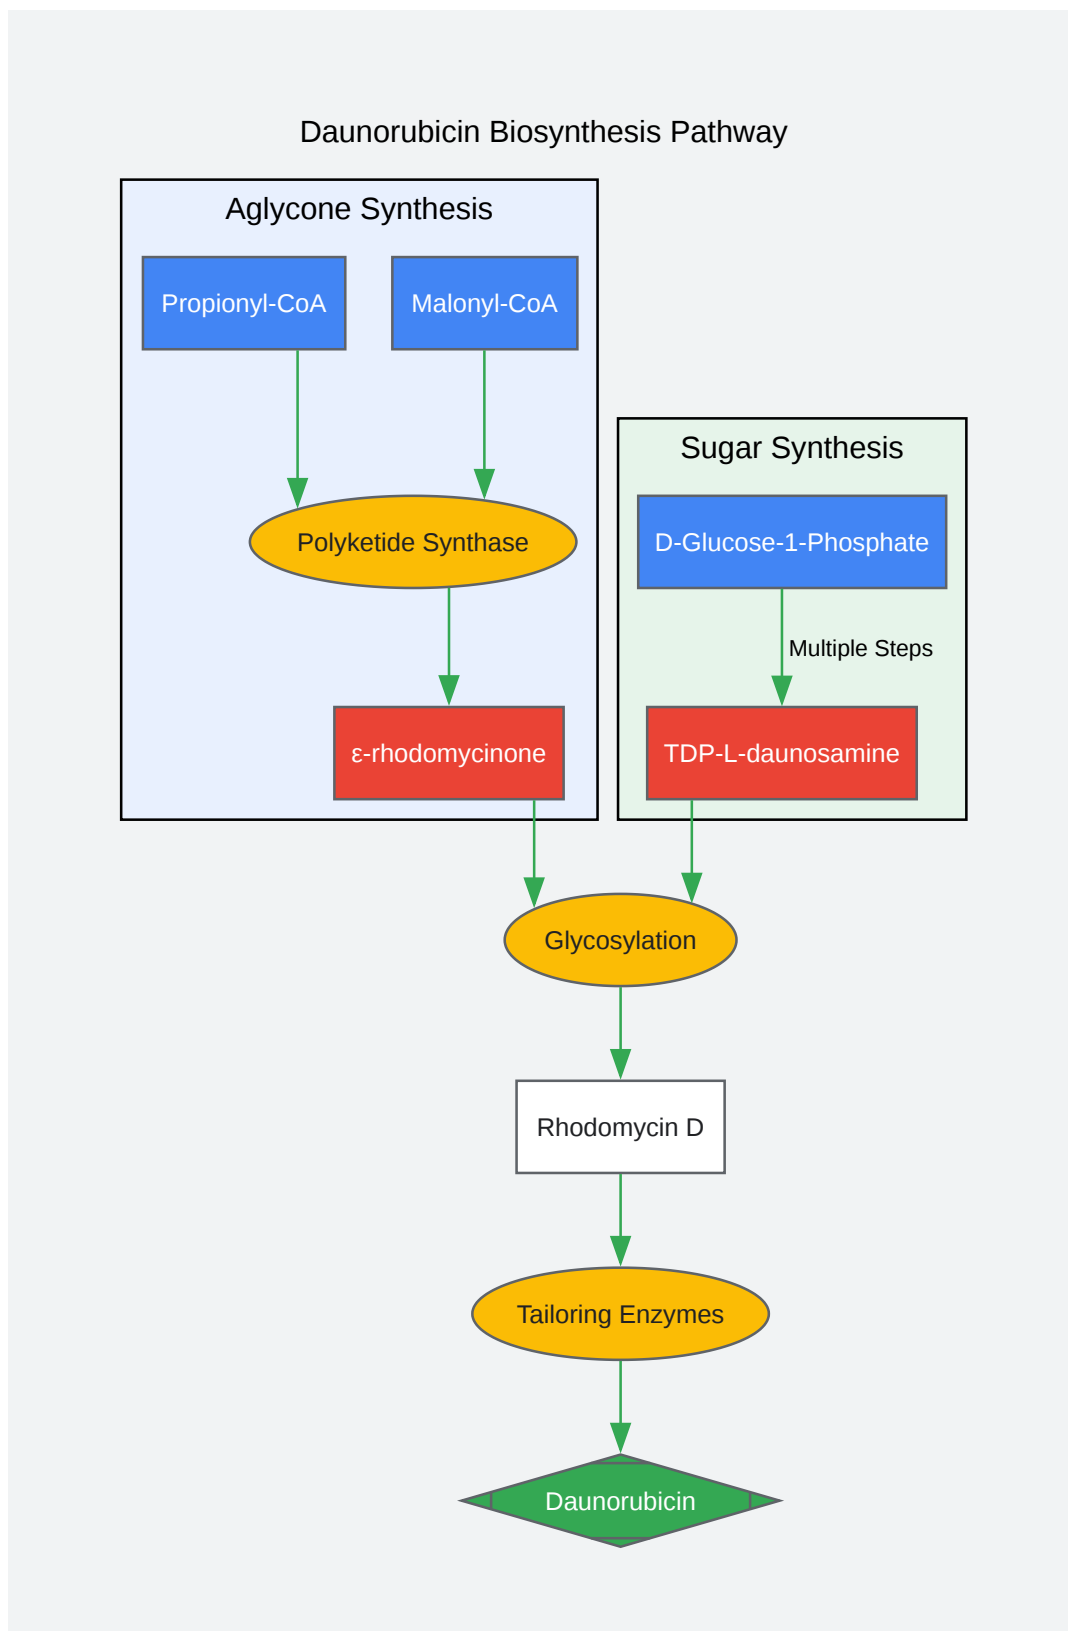 Daunorubicin Biosynthesis Pathway
Aglycone Synthesis
Propionyl-CoA
Malonyl-CoA
Sugar Synthesis
Polyketide Synthase
D-Glucose-1-Phosphate
Multiple Steps
ε-rhodomycinone
TDP-L-daunosamine
Glycosylation
Rhodomycin D
Tailoring Enzymes
Daunorubicin